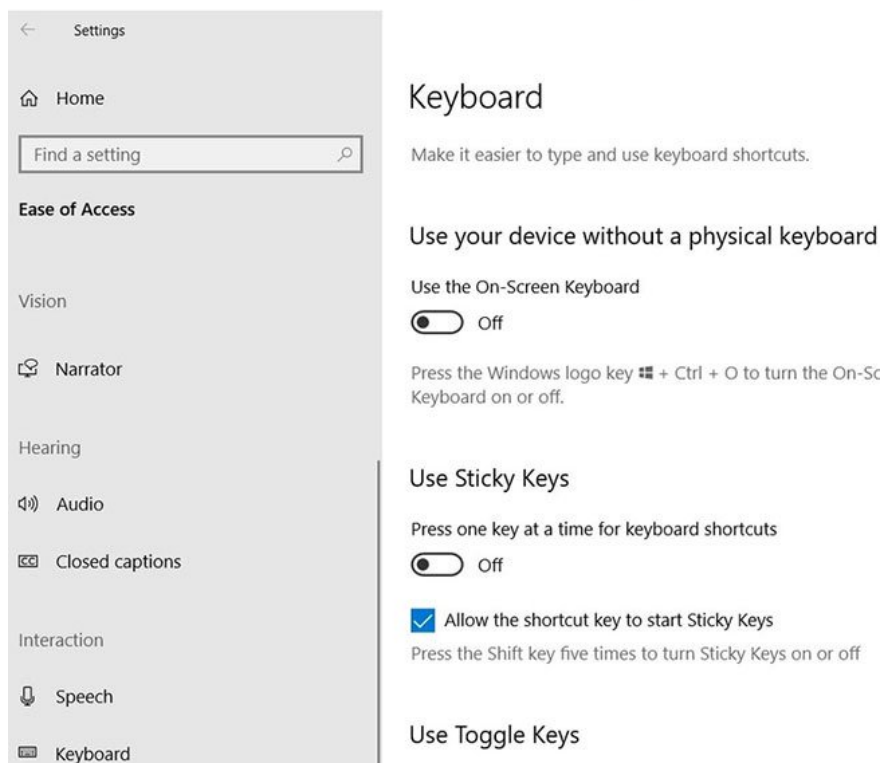 Settings
Home
Find a setting
Ease of Access
Vision
Narrator
Hearing
Audio
CC Closed captions
Interaction
Speech
Keyboard
Keyboard
Make it easier to type and use keyboard shortcuts.
Use your device without a physical keyboard
Use the On-Screen Keyboard
Off
Press the Windows logo key + Ctrl + O to turn the On-Sc
Keyboard on or off.
Use Sticky Keys
Press one key at a time for keyboard shortcuts
Off
Allow the shortcut key to start Sticky Keys
Press the Shift key five times to turn Sticky Keys on or off
Use Toggle Keys